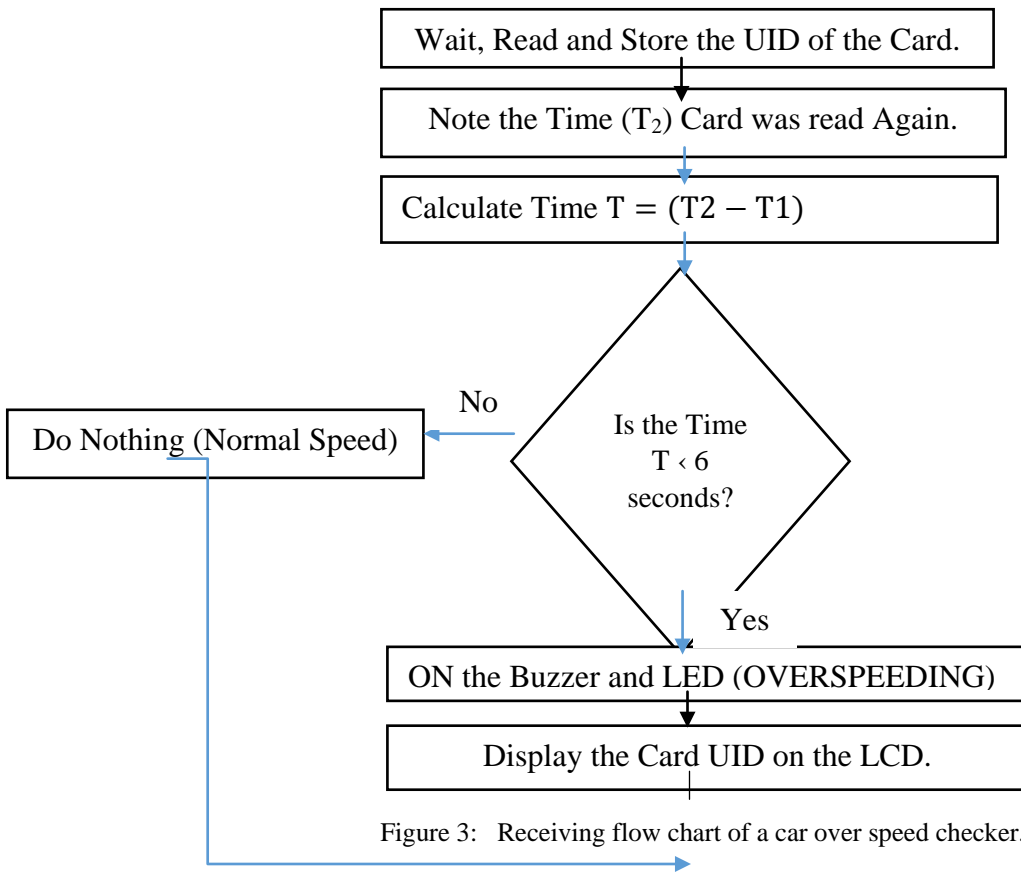 Wait, Read and Store the UID of the Card.
Note the Time (T₂) Card was read Again.
Calculate Time T = (T2 − T1)
No
Do Nothing (Normal Speed)
Is the Time
T ‹ 6
seconds?
Yes
ON the Buzzer and LED (OVERSPEEDING)
Display the Card UID on the LCD.
Figure 3: Receiving flow chart of a car over speed checker.